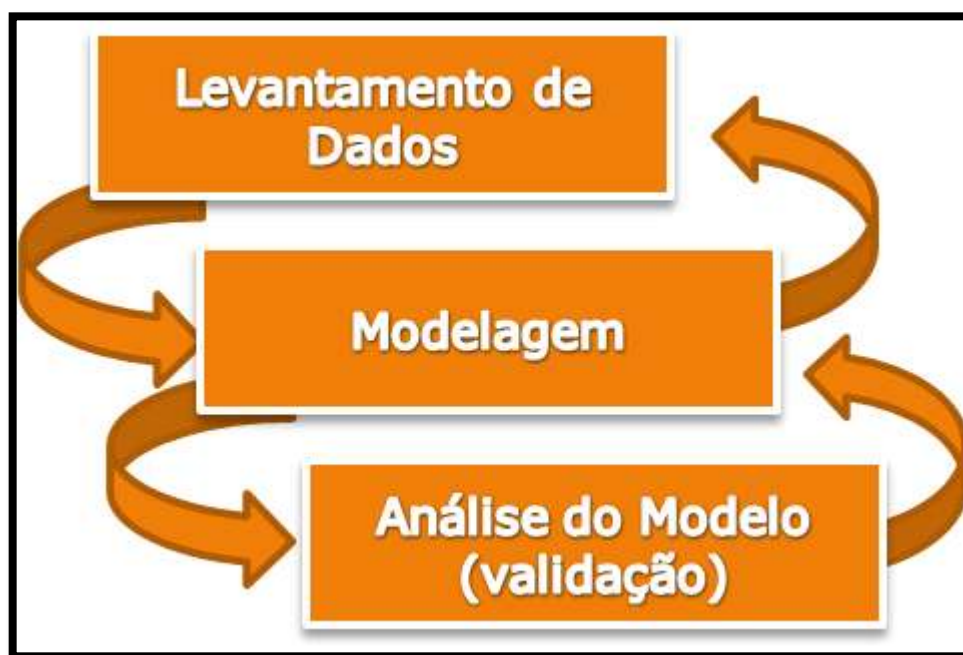 Levantamento de
Dados
Modelagem
Análise do Modelo
(validação)